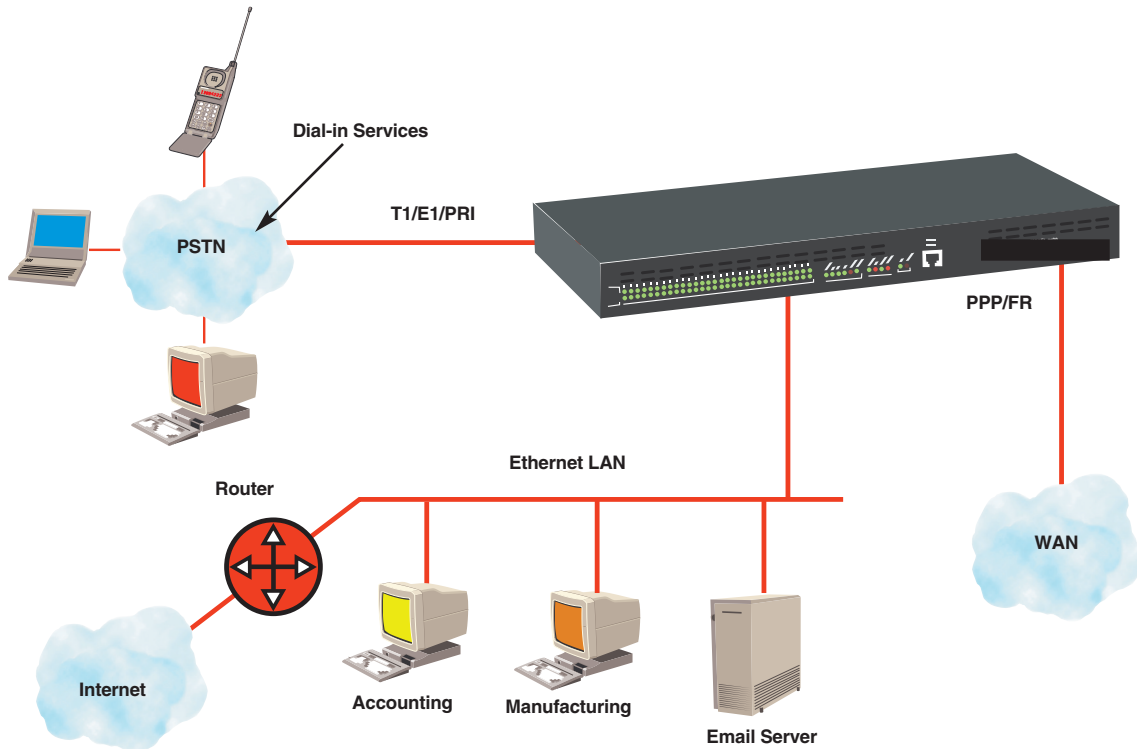 Dial-in Services
T1/E1/PRI
PSTN
PPP/FR
Ethernet LAN
Router
WAN
Internet
Accounting
Manufacturing
Email Server